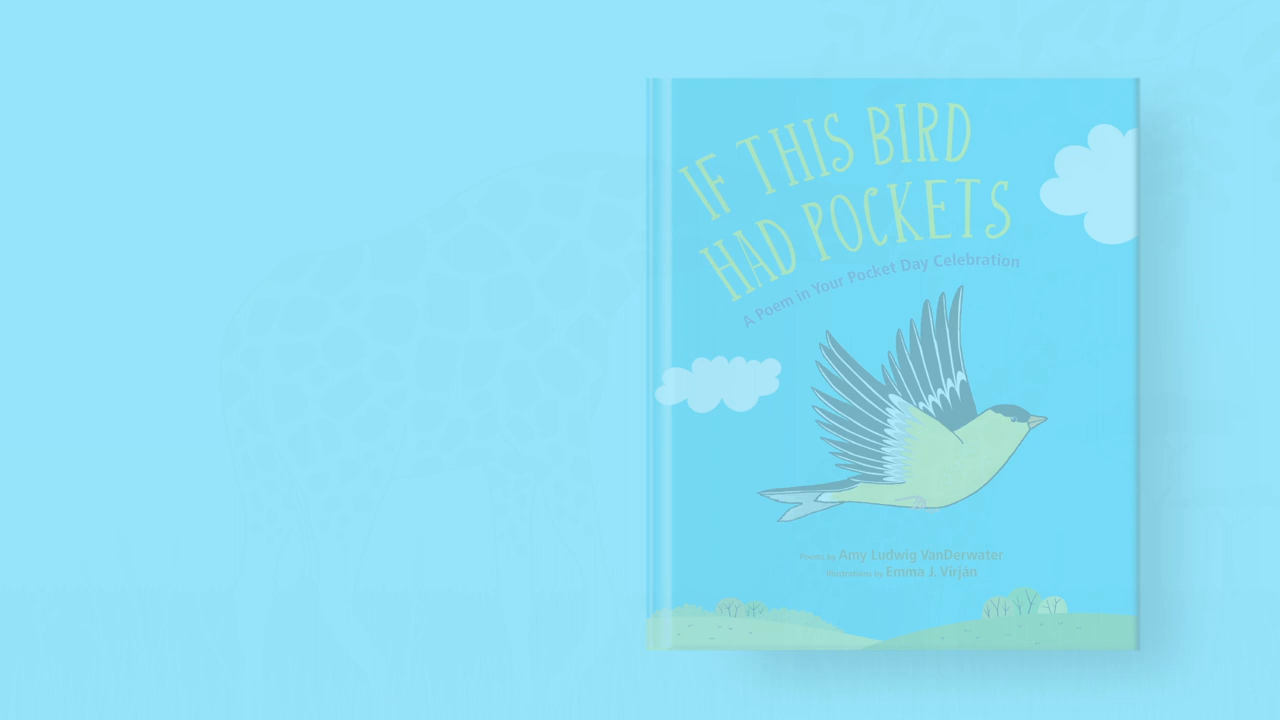 IF THIS BIRD
HAD POCKETS
A Poem in Your Pocket Day Celebration
Poems by Amy Ludwig VanDerwater
Illustrations by Emma J. Virján